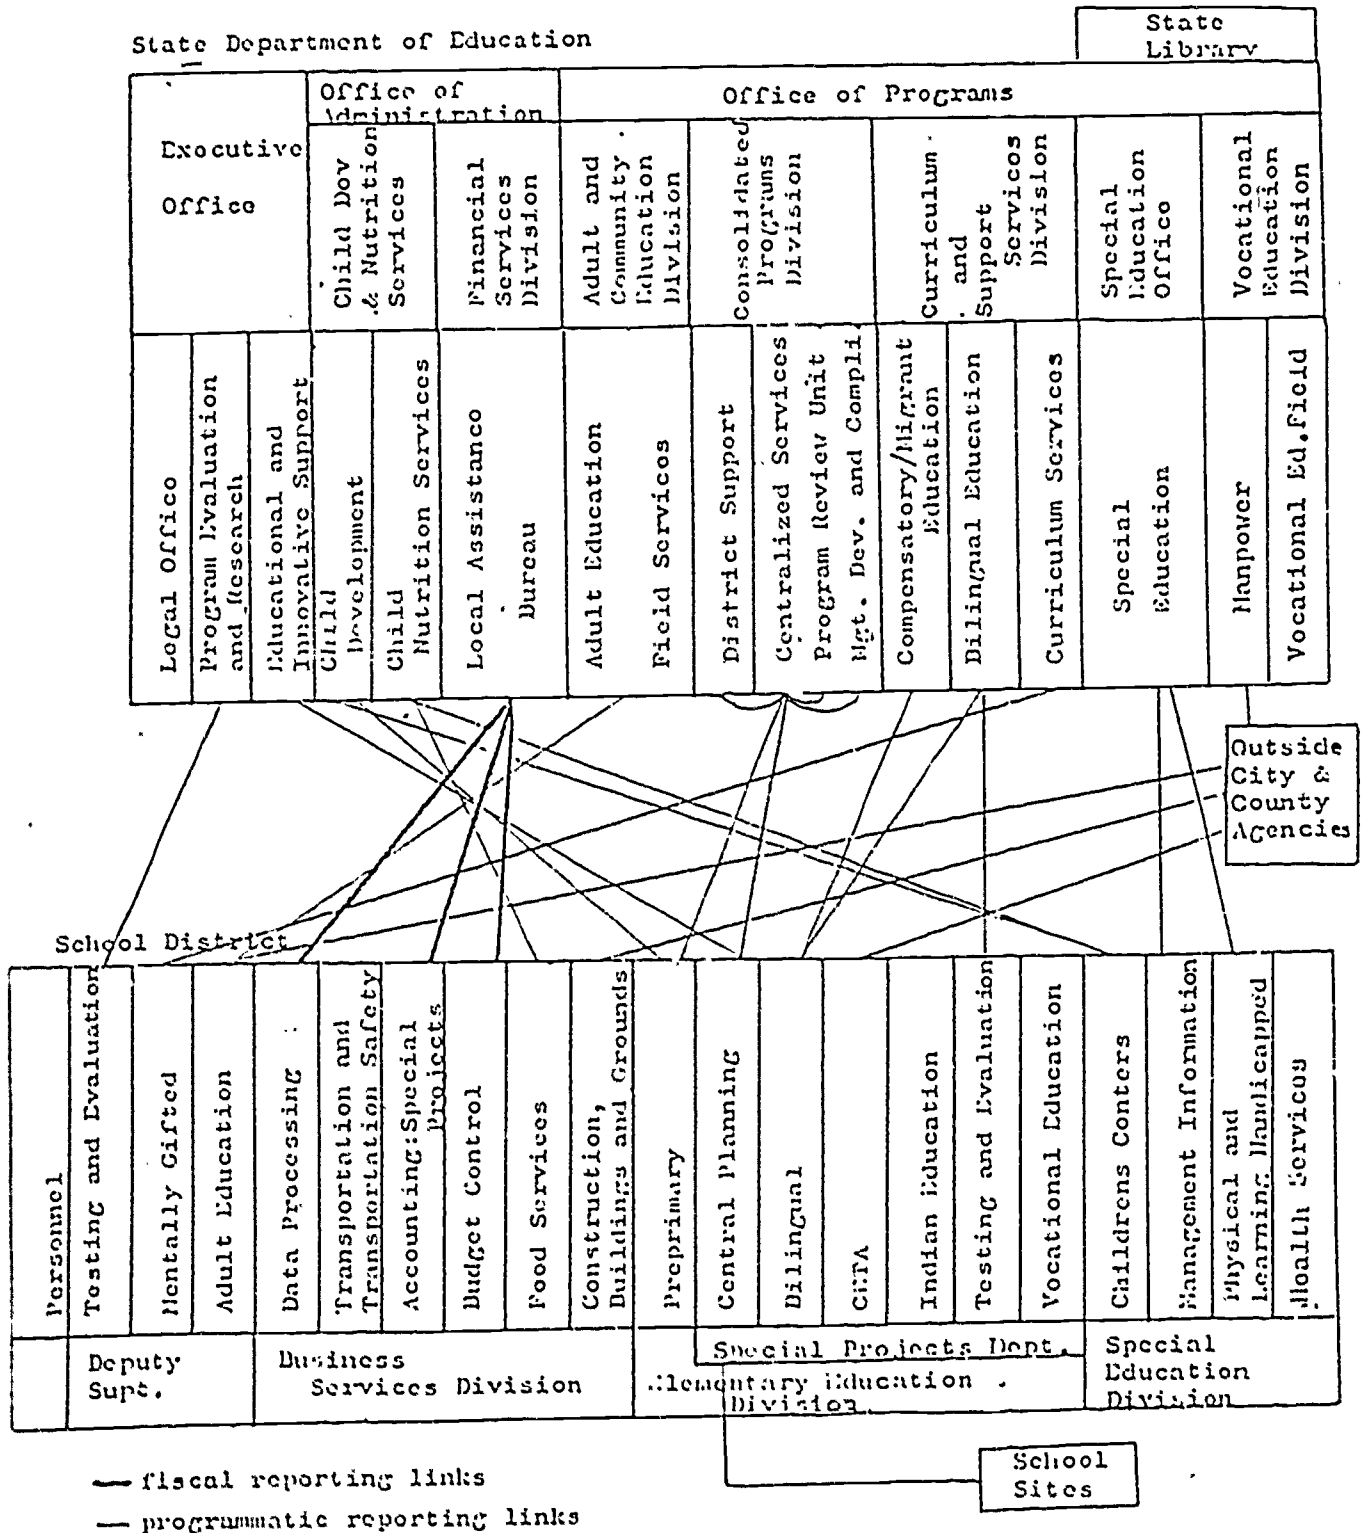 State Department of Education
State
Library
Office of
Administration
Office of Programs
Executive
Office
Child Dev
& Nutrition
Services
Financial
Services
Division
Adult and
Community
Education
Division
Consolidated
Programs
Division
Curriculum
and
Support
Services
Division
Special
Education
Office
Vocational
Education
Division
Local Office
Program Evaluation
and Research
Educational and
Innovative Support
Child
Development
Child
Nutrition Services
Local Assistance
Bureau
Adult Education
Field Services
District Support
Centralized Services
Program Review Unit
Mgt. Dev. and Compli.
Compensatory/Migrant
Education
Bilingual Education
Curriculum Services
Special
Education
Manpower
Vocational Ed.Field
Outside
City &
County
Agencies
School District
Personnel
Testing and Evaluation
Mentally Gifted
Adult Education
Data Processing
Transportation and
Transportation Safety
Accounting:Special
Projects
Budget Control
Food Services
Construction,
Buildings and Grounds
Preprimary
Central Planning
Bilingual
CETA
Indian Education
Testing and Evaluation
Vocational Education
Childrens Centers
Management Information
Physical and
Learning Handicapped
Health Services
Deputy
Supt.
Business
Services Division
Special Projects Dept.
Elementary Education
Division
Special
Education
Division
School
Sites
— fiscal reporting links
— programmatic reporting links